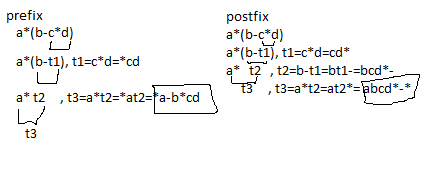 prefix
a*(b-c*d)
a*(b-t1), t1=c*d=*cd
a* t2 , t3=a*t2=*at2=*a-b*cd
t3
postfix
a*(b-c*d)
a*(b-t1), t1=c*d=cd*
a* t2 , t2=b-t1=bt1-=bcd*-
t3 , t3=a*t2=at2*=abcd*-*